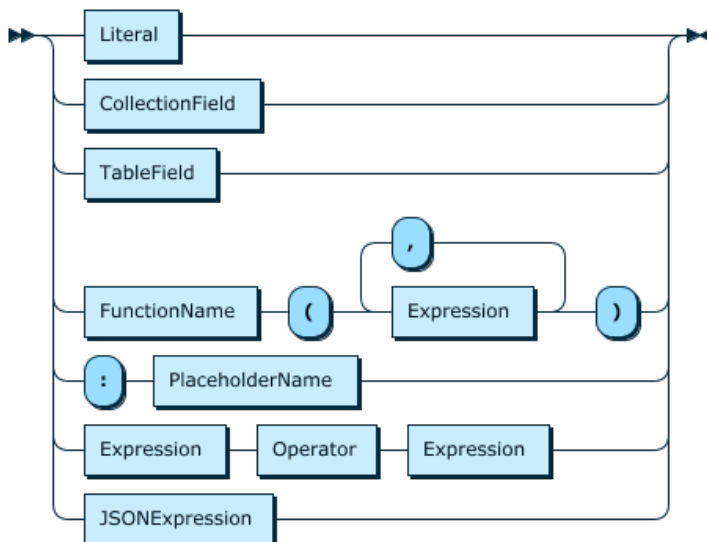 Literal
CollectionField
TableField
,
FunctionName ( Expression )
: PlaceholderName
Expression Operator Expression
JSONExpression